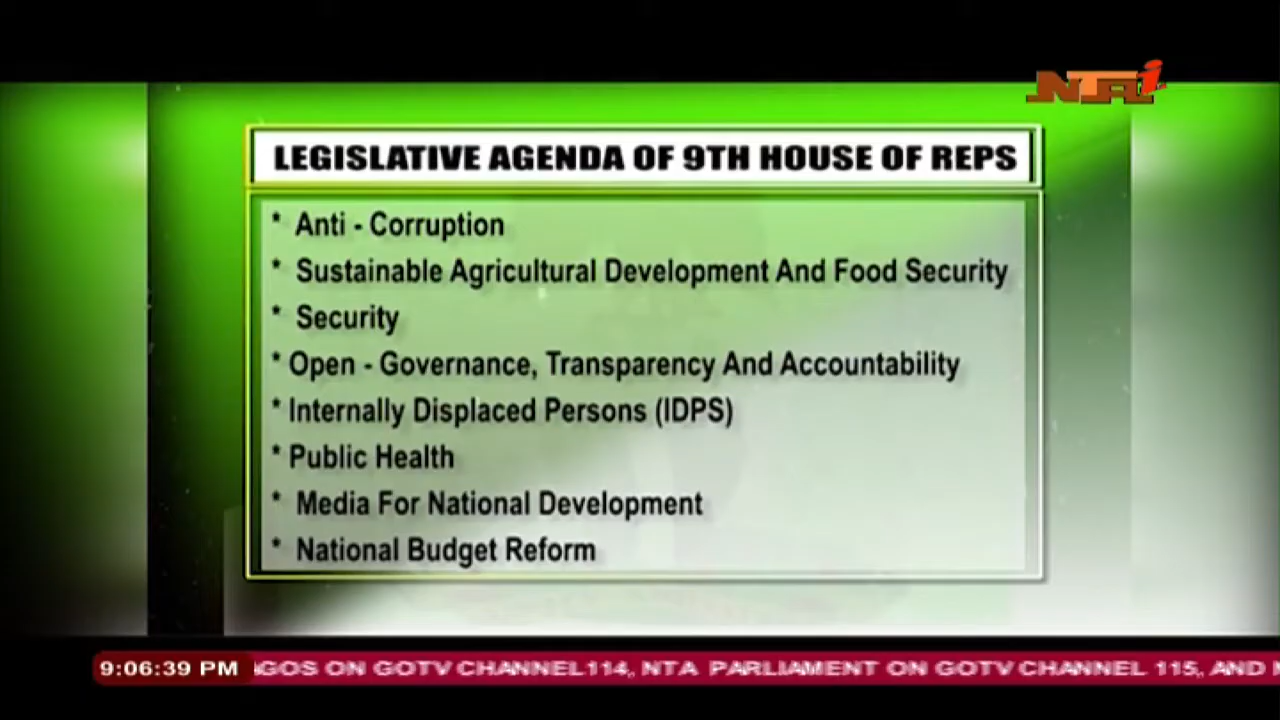 NTAi
LEGISLATIVE AGENDA OF 9TH HOUSE OF REPS
* Anti - Corruption
* Sustainable Agricultural Development And Food Security
* Security
* Open - Governance, Transparency And Accountability
* Internally Displaced Persons (IDPS)
* Public Health
* Media For National Development
* National Budget Reform
9:06:39 PM GOS ON GOTV CHANNEL114, NTA PARLIAMENT ON GOTV CHANNEL 115, AND